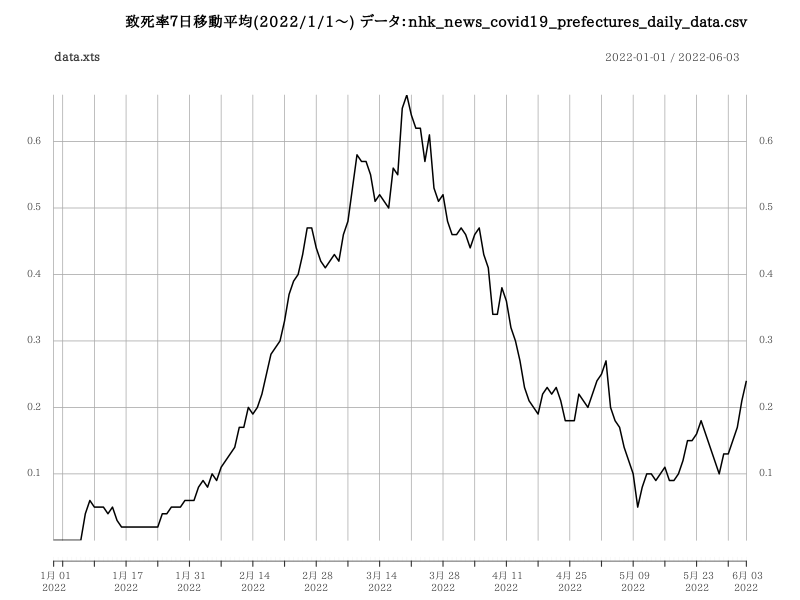 致死率7日移動平均(2022/1/1～) データ:nhk_news_covid19_prefectures_daily_data.csv
data.xts 2022-01-01 / 2022-06-03
0.6 0.6
0.5 0.5
0.4 0.4
0.3 0.3
0.2 0.2
0.1 0.1
1月 01 1月 17 1月 31 2月 14 2月 28 3月 14 3月 28 4月 11 4月 25 5月 09 5月 23 6月 03
2022 2022 2022 2022 2022 2022 2022 2022 2022 2022 2022 2022